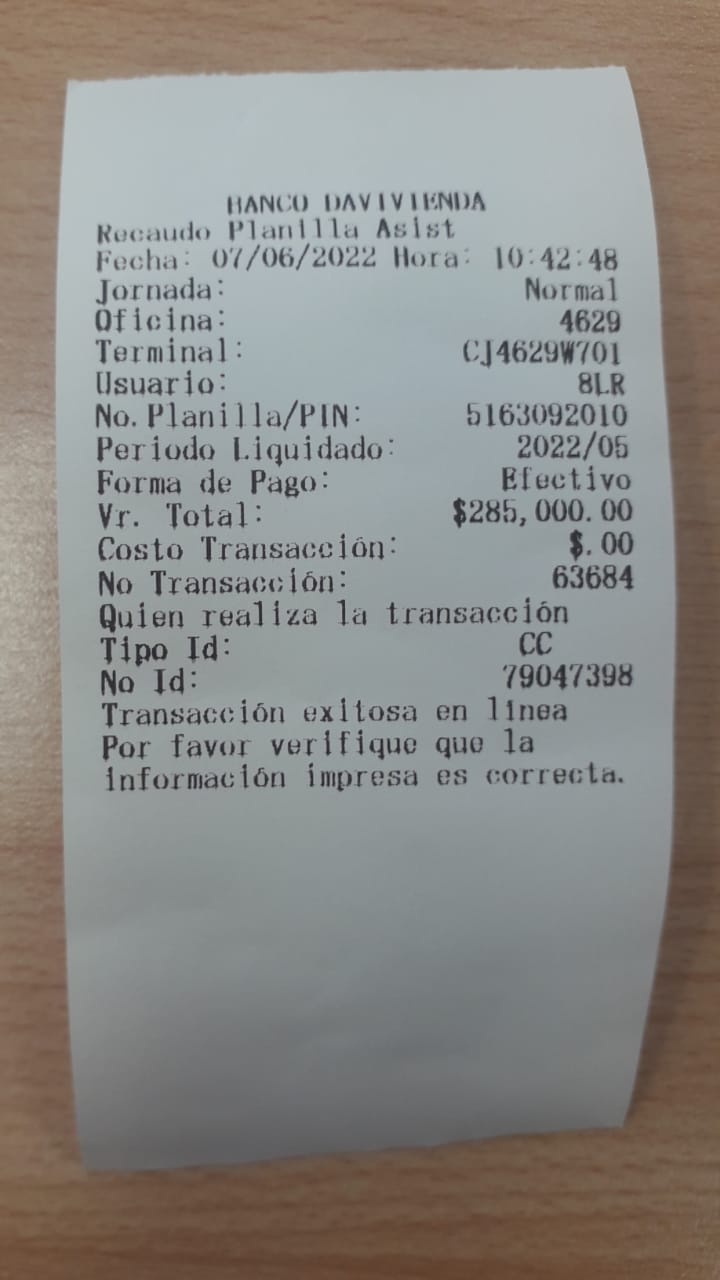 BANCO DAVIVIENDA
Recaudo Planilla Asist
Fecha: 07/06/2022 Hora: 10:42:48
Jornada: Normal
Oficina: 4629
Terminal: CJ4629W701
Usuario: 8LR
No. Planilla/PIN: 5163092010
Periodo Liquidado: 2022/05
Forma de Pago: Efectivo
Vr. Total: $285,000.00
Costo Transacción: $.00
No Transacción: 63684
Quien realiza la transacción
Tipo Id: CC
No Id: 79047398
Transacción exitosa en linea
Por favor verifique que la
información impresa es correcta.